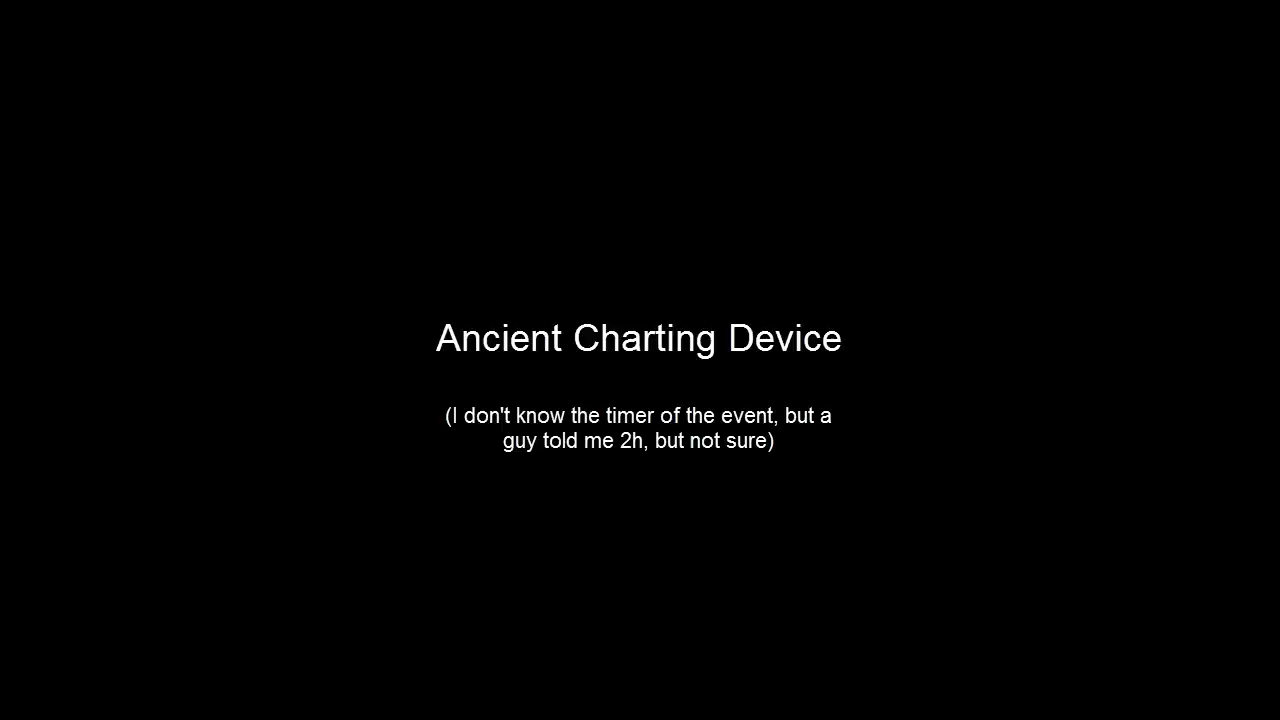 Ancient Charting Device
(I don't know the timer of the event, but a
guy told me 2h, but not sure)